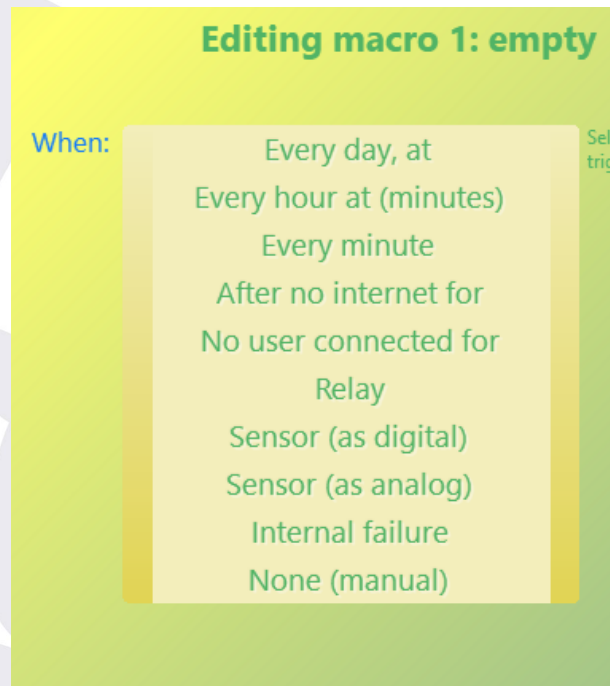 Editing macro 1: empty
When:
Every day, at
Every hour at (minutes)
Every minute
After no internet for
No user connected for
Relay
Sensor (as digital)
Sensor (as analog)
Internal failure
None (manual)